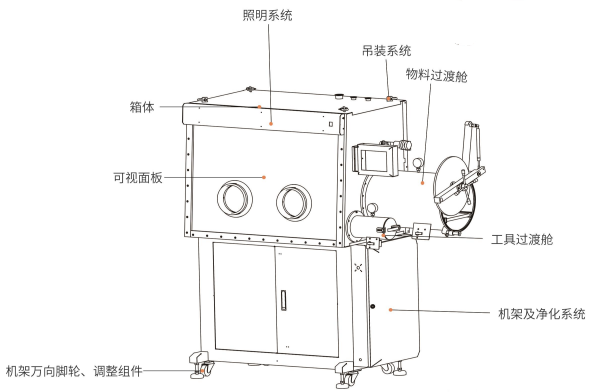 照明系统
吊装系统
物料过渡舱
箱体
可视面板
工具过渡舱
机架及净化系统
机架万向脚轮、调整组件